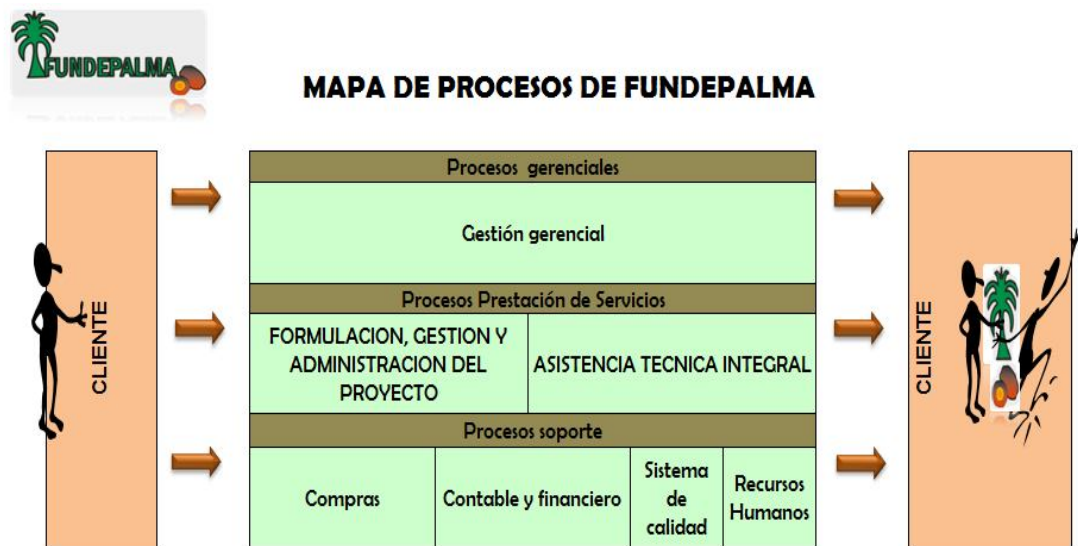 FUNDEPALMA
MAPA DE PROCESOS DE FUNDEPALMA
CLIENTE
Procesos gerenciales
Gestión gerencial
Procesos Prestación de Servicios
FORMULACION, GESTION Y
ADMINISTRACION DEL
PROYECTO
ASISTENCIA TECNICA INTEGRAL
Procesos soporte
Compras
Contable y financiero
Sistema
de
calidad
Recursos
Humanos
CLIENTE